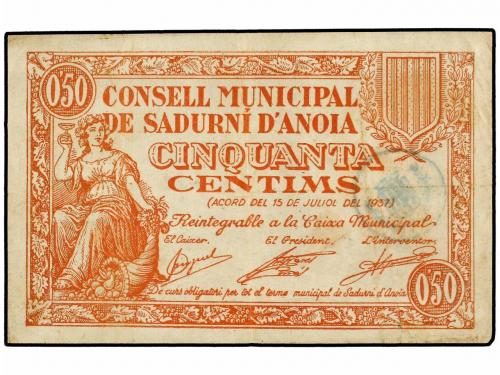 0'50
CONSELL MUNICIPAL
DE SADURNÍ D'ANOIA
CINQUANTA
CENTIMS
(ACORD DEL 15 DE JULIOL DEL 1937)
Reintegrable a la Caixa Municipal
El Caixer. El President. L'Interventor.
De curs obligatori per tot el terme municipal de Sadurní d'Anoia
0'50